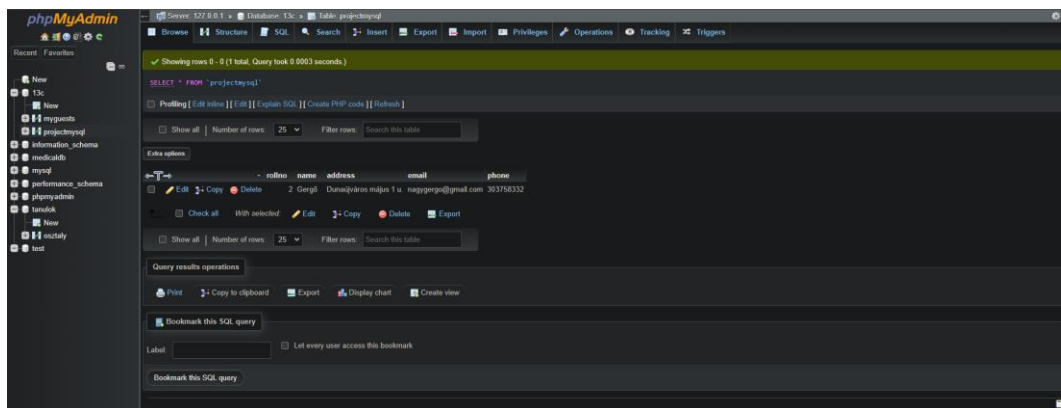 phpMyAdmin
Recent Favorites
New
13c
New
myguests
projectmysql
information_schema
medicaldb
mysql
performance_schema
phpmyadmin
tanulok
New
osztaly
test
Server: 127.0.0.1 » Database: 13c » Table: projectmysql
Browse Structure SQL Search Insert Export Import Privileges Operations Tracking Triggers
Showing rows 0 - 0 (1 total, Query took 0.0003 seconds.)
SELECT * FROM `projectmysql`
Profiling [ Edit inline ] [ Edit ] [ Explain SQL ] [ Create PHP code ] [ Refresh ]
Show all | Number of rows: 25 Filter rows: Search this table
Extra options
←T→ rollno name address email phone
Edit Copy Delete 2 Gergő Dunaújváros május 1 u. nagygergo@gmail.com 303758332
Check all With selected: Edit Copy Delete Export
Show all | Number of rows: 25 Filter rows: Search this table
Query results operations
Print Copy to clipboard Export Display chart Create view
Bookmark this SQL query
Label: Let every user access this bookmark
Bookmark this SQL query